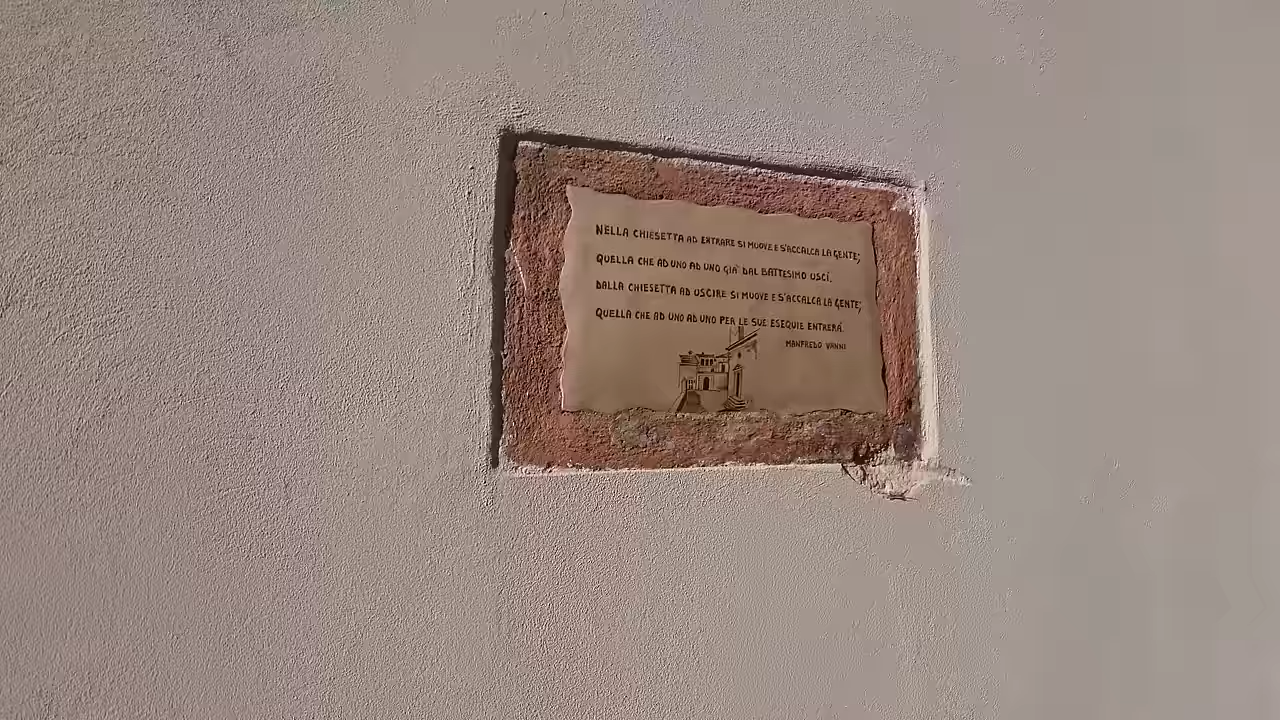 NELLA CHIESETTA AD ENTRARE SI MUOVE E S'ACCALCA LA GENTE;
QUELLA CHE AD UNO AD UNO GIA' DAL BATTESIMO USCÌ.
DALLA CHIESETTA AD USCIRE SI MUOVE E S'ACCALCA LA GENTE;
QUELLA CHE AD UNO AD UNO PER LE SUE ESEQUIE ENTRERÀ.
MANFREDO VANNI